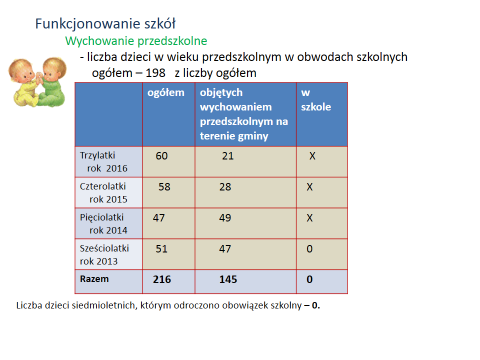 Funkcjonowanie szkół
Wychowanie przedszkolne
- liczba dzieci w wieku przedszkolnym w obwodach szkolnych
ogółem – 198 z liczby ogółem
ogółem objętych wychowaniem przedszkolnym na terenie gminy w szkole
Trzylatki rok 2016 60 21 X
Czterolatki rok 2015 58 28 X
Pięciolatki rok 2014 47 49 X
Sześciolatki rok 2013 51 47 0
Razem 216 145 0
Liczba dzieci siedmioletnich, którym odroczono obowiązek szkolny – 0.